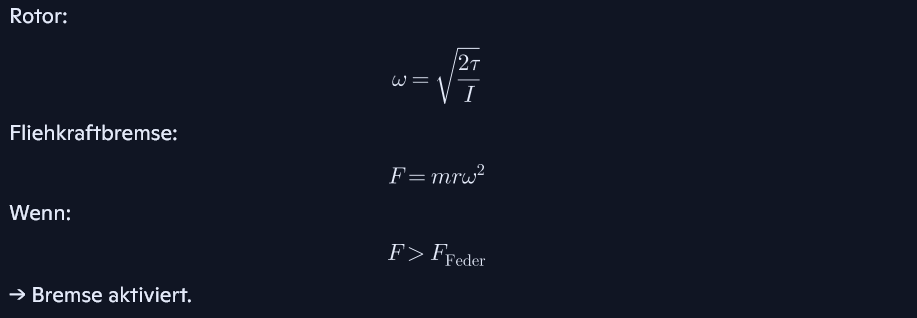 Rotor:
ω = √(2τ/I)
Fliehkraftbremse:
F = mrω²
Wenn:
F > F_Feder
→ Bremse aktiviert.